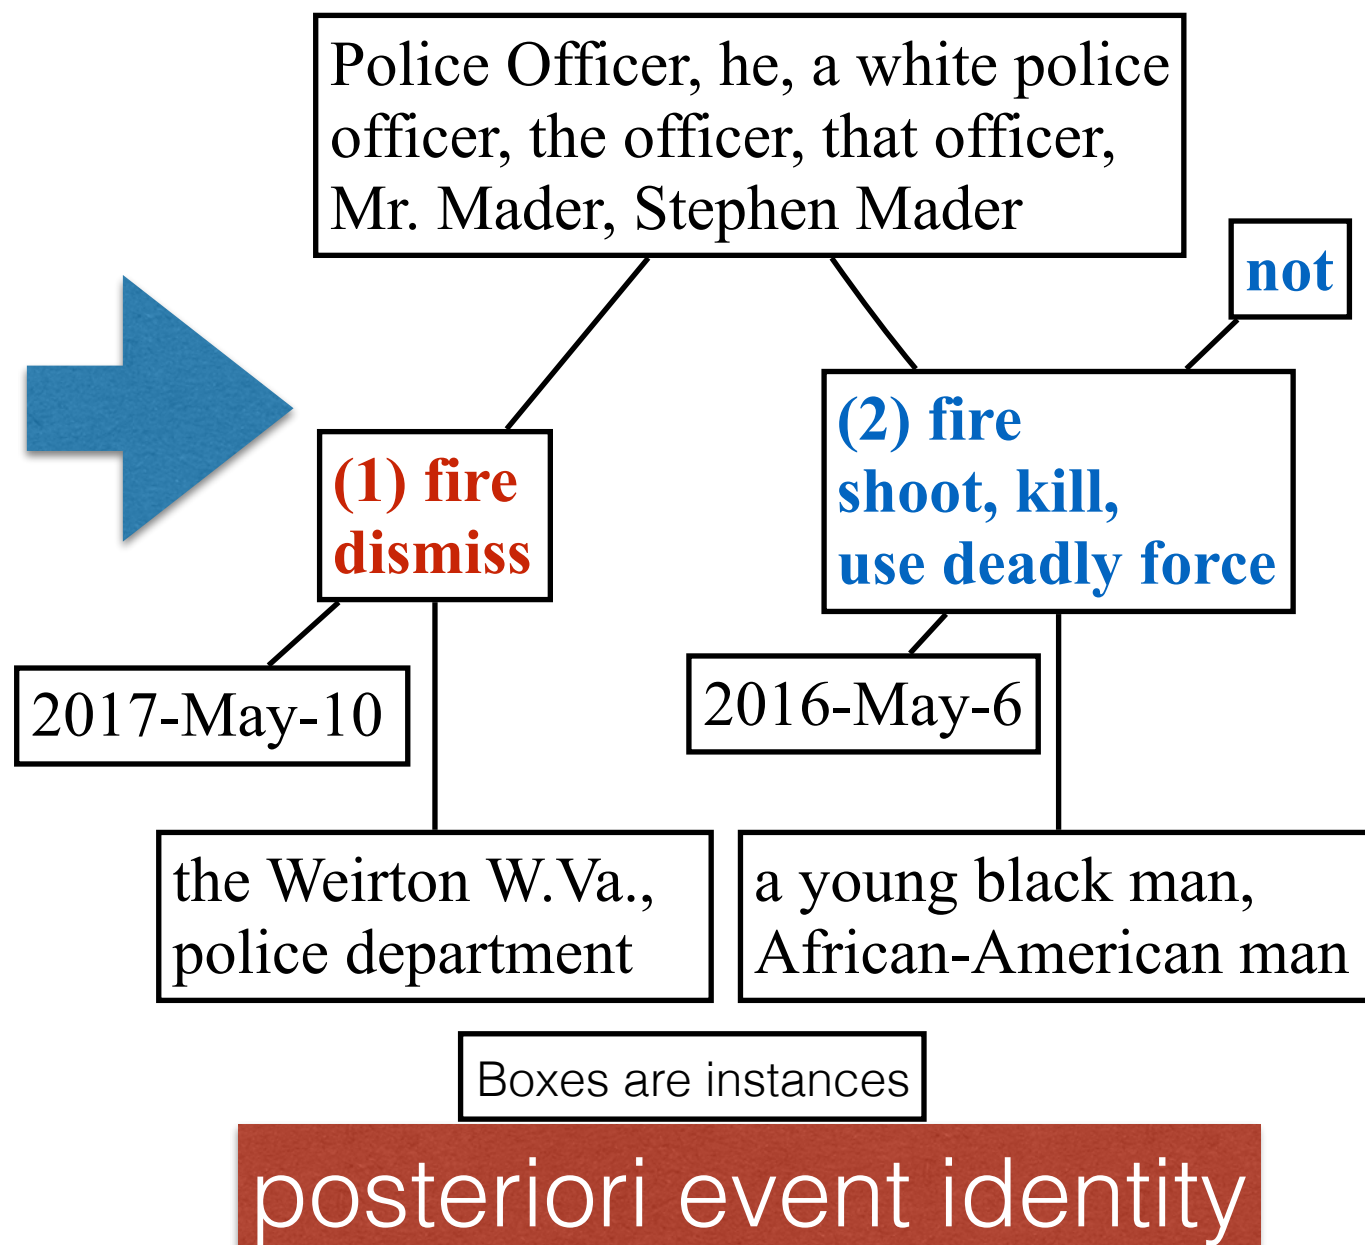 Police Officer, he, a white police
officer, the officer, that officer,
Mr. Mader, Stephen Mader
not
(1) fire
dismiss
(2) fire
shoot, kill,
use deadly force
2017-May-10
2016-May-6
the Weirton W.Va.,
police department
a young black man,
African-American man
Boxes are instances
posteriori event identity